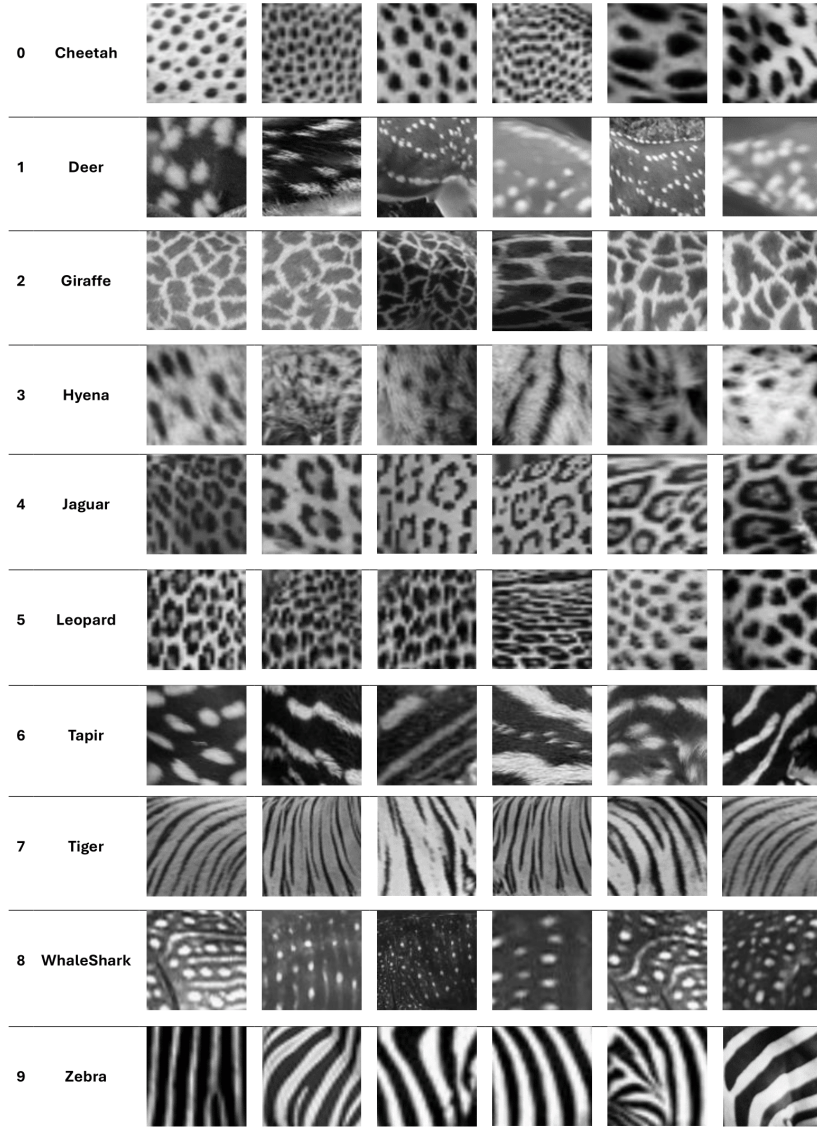 0 Cheetah
1 Deer
2 Giraffe
3 Hyena
4 Jaguar
5 Leopard
6 Tapir
7 Tiger
8 WhaleShark
9 Zebra